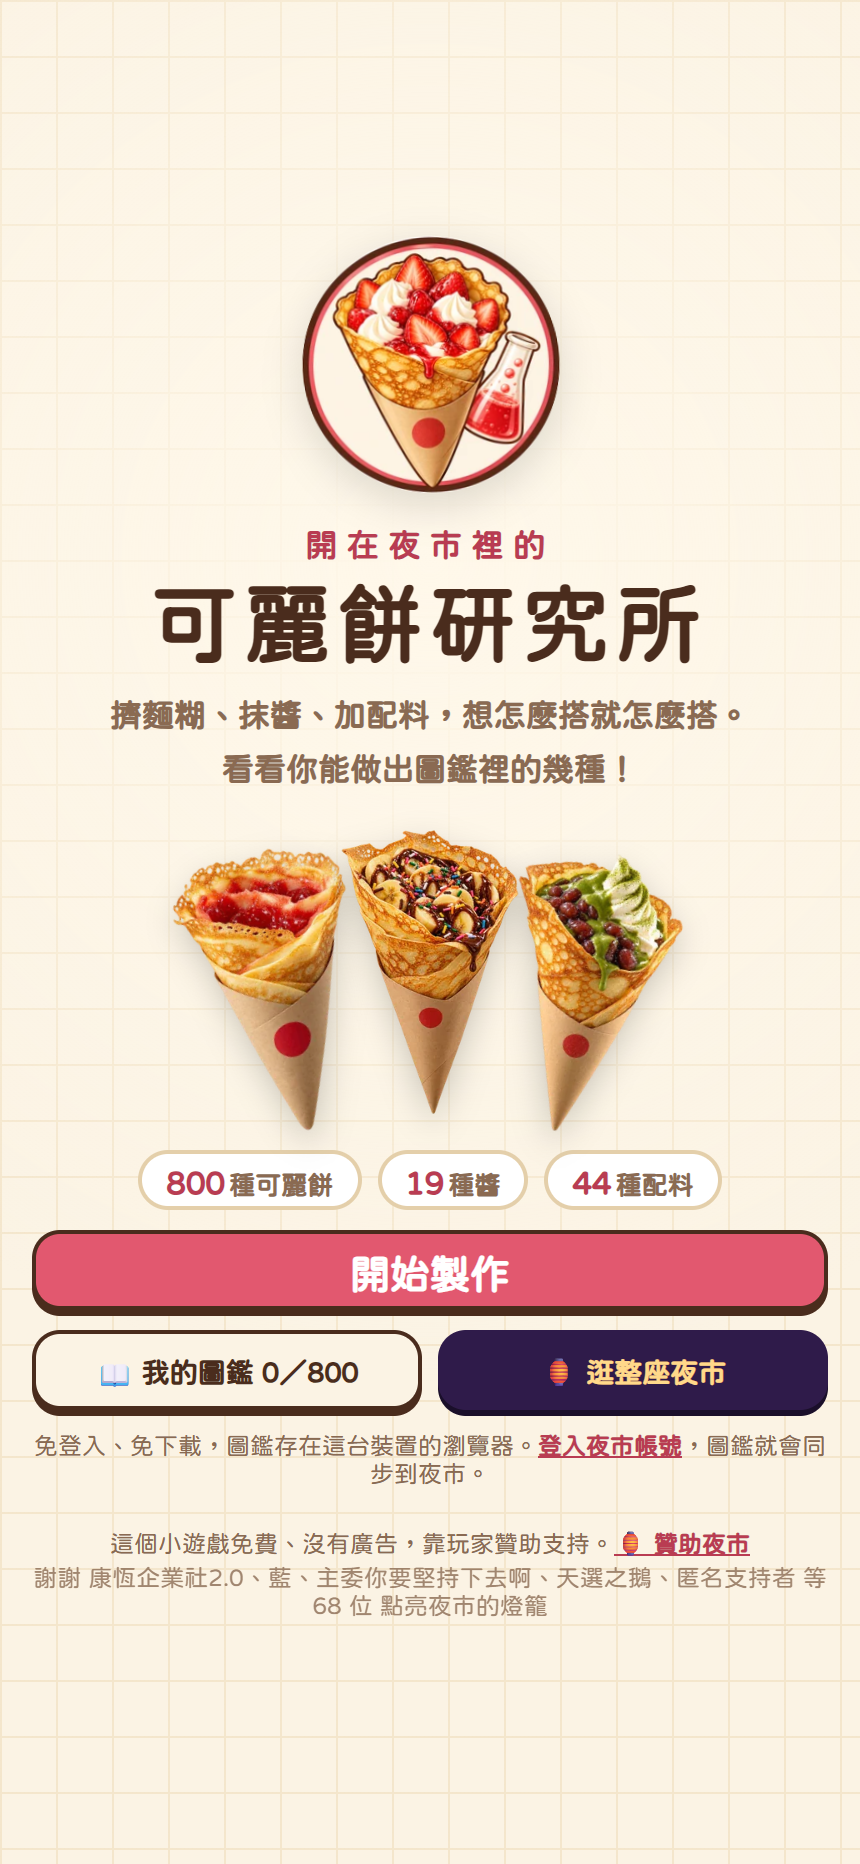 開在夜市裡的
可麗餅研究所
擠麵糊、抹醬、加配料，想怎麼搭就怎麼搭。
看看你能做出圖鑑裡的幾種！
800 種可麗餅 19 種醬 44 種配料
開始製作
我的圖鑑 0／800 逛整座夜市
免登入、免下載，圖鑑存在這台裝置的瀏覽器。登入夜市帳號，圖鑑就會同
步到夜市。
這個小遊戲免費、沒有廣告，靠玩家贊助支持。 贊助夜市
謝謝 康恆企業社2.0、藍、主委你要堅持下去啊、天選之鵝、匿名支持者 等
68 位 點亮夜市的燈籠